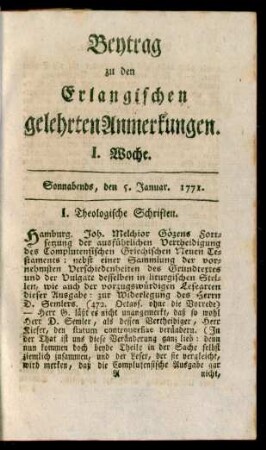 Beytrag
zu den
Erlangischen
gelehrten Anmerkungen.
I. Woche.
Sonnabends, den 5. Januar. 1771.
I. Theologische Schriften.
Hamburg. Joh. Melchior Gözens Fort-
setzung der ausführlichen Vertheidigung
des Complutensischen Griechischen Neuen Te-
staments: nebst einer Sammlung der vor-
nehmsten Verschiedenheiten des Grundtextes
und der Vulgate desselben in liturgischen Stel-
len, wie auch der vorzugswürdigen Lesearten
dieser Ausgabe: zur Widerlegung des Herrn
D. Semlers. (472. Octavs. ohne die Vorrede)
— Herr G. läßt es nicht unangemerkt, daß so wohl
Herr D. Semler, als dessen Vertheidiger, Herr
Kiefer, den statum controversiae verändern. (In
der That ist uns diese Veränderung ganz lieb: denn
nun kommen doch beyde Theile in der Sache selbst
ziemlich zusammen, und der Leser, der sie vergleicht,
wird merken, daß die Complutensische Ausgabe gar
A nicht,